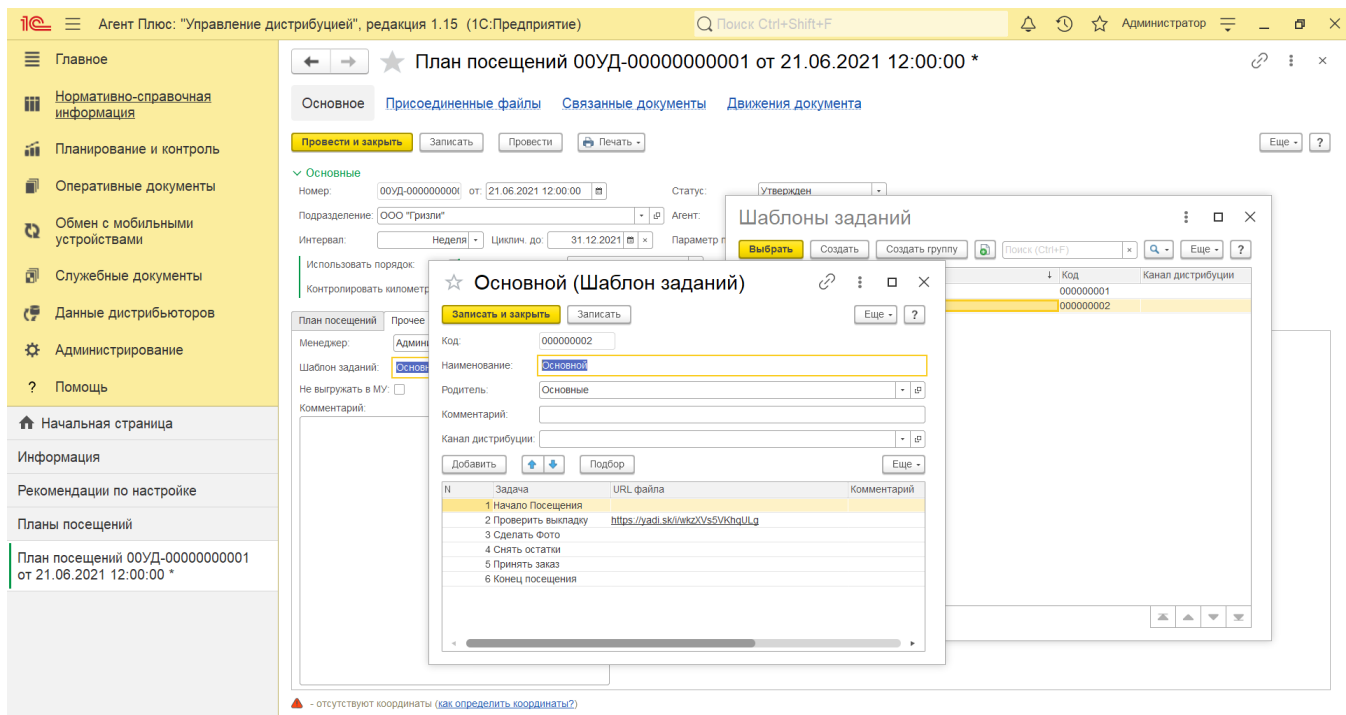 Агент Плюс: "Управление дистрибуцией", редакция 1.15 (1С:Предприятие)
Поиск Ctrl+Shift+F
Администратор
Главное
Нормативно-справочная
информация
Планирование и контроль
Оперативные документы
Обмен с мобильными
устройствами
Служебные документы
Данные дистрибьюторов
Администрирование
? Помощь
Начальная страница
Информация
Рекомендации по настройке
Планы посещений
План посещений 00УД-00000000001
от 21.06.2021 12:00:00 *
План посещений 00УД-00000000001 от 21.06.2021 12:00:00 *
Основное Присоединенные файлы Связанные документы Движения документа
Провести и закрыть Записать Провести Печать Еще ?
Основные
Номер: 00УД-0000000000 от: 21.06.2021 12:00:00 Статус: Утвержден
Подразделение: ООО "Гризли" Агент:
Интервал: Неделя Циклич. до: 31.12.2021 Параметр п
Использовать порядок:
Контролировать километр
План посещений Прочее
Менеджер: Админи
Шаблон заданий: Основн
Не выгружать в МУ:
Комментарий:
- отсутствуют координаты (как определить координаты?)
Шаблоны заданий
Выбрать Создать Создать группу Поиск (Ctrl+F) Еще ?
Код Канал дистрибуции
000000001
000000002
Основной (Шаблон заданий)
Записать и закрыть Записать Еще ?
Код: 000000002
Наименование: Основной
Родитель: Основные
Комментарий:
Канал дистрибуции:
Добавить Подбор Еще
N Задача URL файла Комментарий
1 Начало Посещения
2 Проверить выкладку https://yadi.sk/i/wkzXVs5VKhqULg
3 Сделать Фото
4 Снять остатки
5 Принять заказ
6 Конец посещения